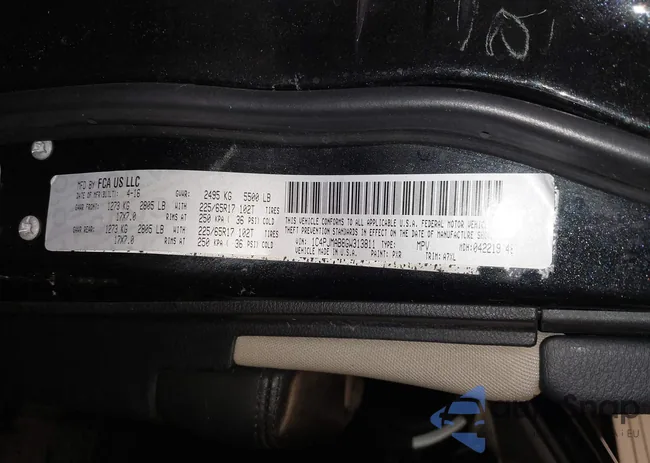 MFD BY FCA US LLC
DATE OF MFR/BUILT: 4-16 GVWR: 2495 KG 5500 LB
GAWR FRONT: 1273 KG 2805 LB WITH 225/65R17 102T TIRES
17X7.0 RIMS AT 250 KPA / 36 PSI COLD
GAWR REAR: 1273 KG 2805 LB WITH 225/65R17 102T TIRES
17X7.0 RIMS AT 250 KPA / 36 PSI COLD
THIS VEHICLE CONFORMS TO ALL APPLICABLE U.S.A. FEDERAL MOTOR VEHICLE
THEFT PREVENTION STANDARDS IN EFFECT ON THE DATE OF MANUFACTURE
VIN: 1C4PJMAB6GW313811 TYPE: MPV MDH: 042219
VEHICLE MADE IN U.S.A. PAINT: PXR TRIM: A7XL